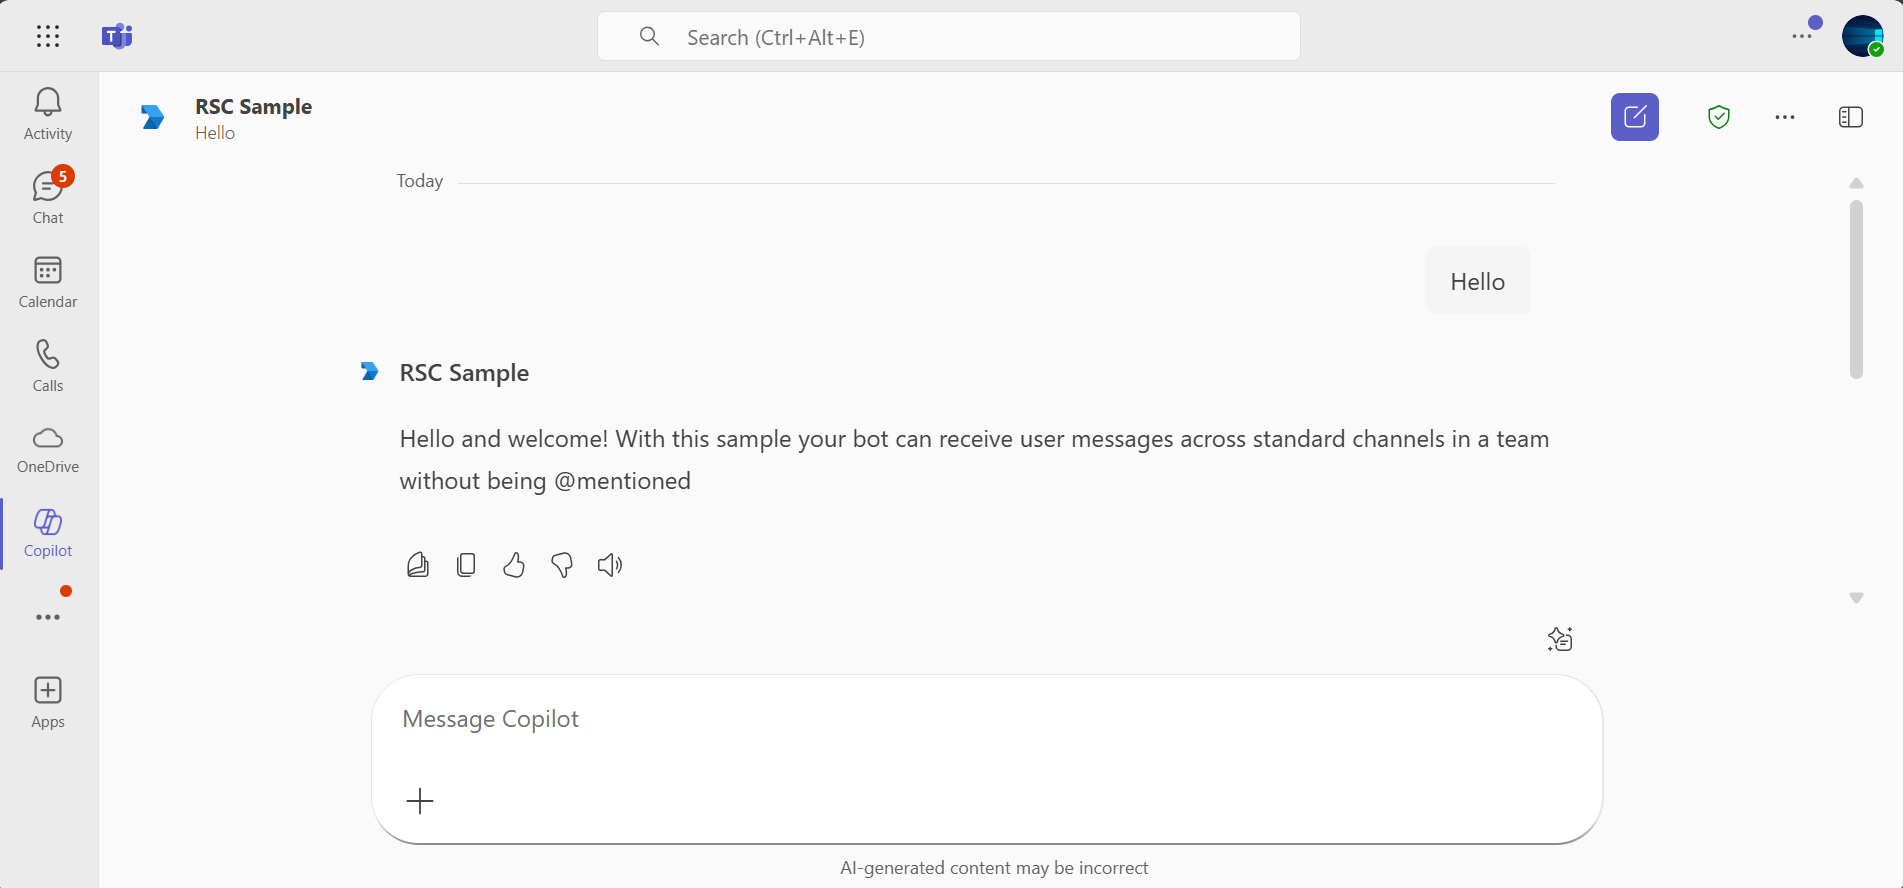 Search (Ctrl+Alt+E)
Activity
5
Chat
Calendar
Calls
OneDrive
Copilot
Apps
RSC Sample
Hello
Today
Hello
RSC Sample
Hello and welcome! With this sample your bot can receive user messages across standard channels in a team
without being @mentioned
Message Copilot
AI-generated content may be incorrect